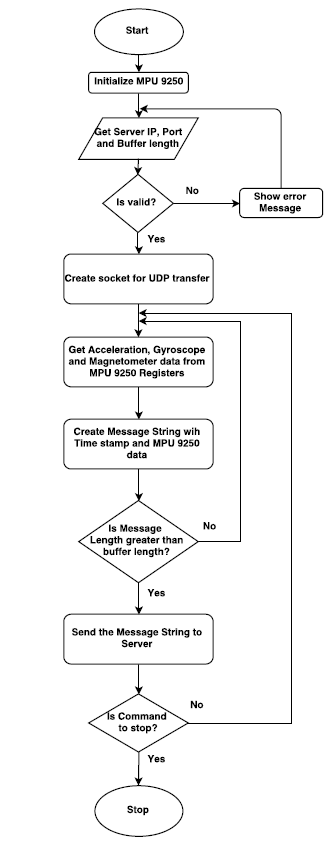 Start
Initialize MPU 9250
Get Server IP, Port
and Buffer length
Is valid?
No
Show error
Message
Yes
Create socket for UDP transfer
Get Acceleration, Gyroscope
and Magnetometer data from
MPU 9250 Registers
Create Message String wih
Time stamp and MPU 9250
data
Is Message
Length greater than
buffer length?
No
Yes
Send the Message String to
Server
Is Command
to stop?
No
Yes
Stop